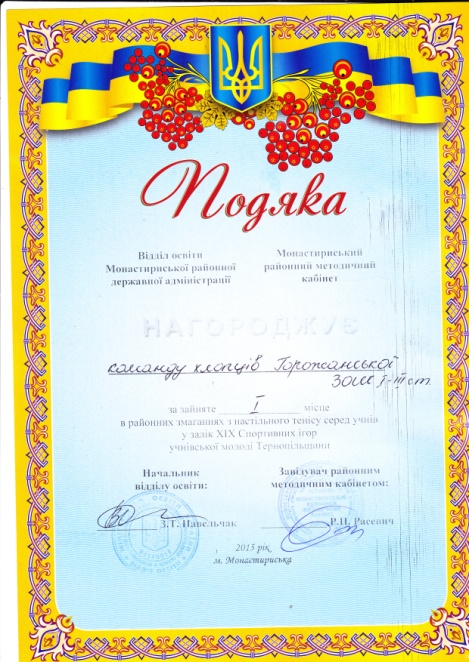 Подяка
Відділ освіти
Монастириської районної
державної адміністрації
Монастириський
районний методичний
кабінет
НАГОРОДЖУЄ
команду хлопців Горожанської
ЗОШ І-ІІІ ст.
за зайняте І місце
в районних змаганнях з настільного тенісу серед учнів
у залік ХІХ Спортивних ігор
учнівської молоді Тернопільщини
Начальник
відділу освіти:
З.Т. Павельчак
Завідувач районним
методичним кабінетом:
Р.П. Расевич
2015 рік
м. Монастириська